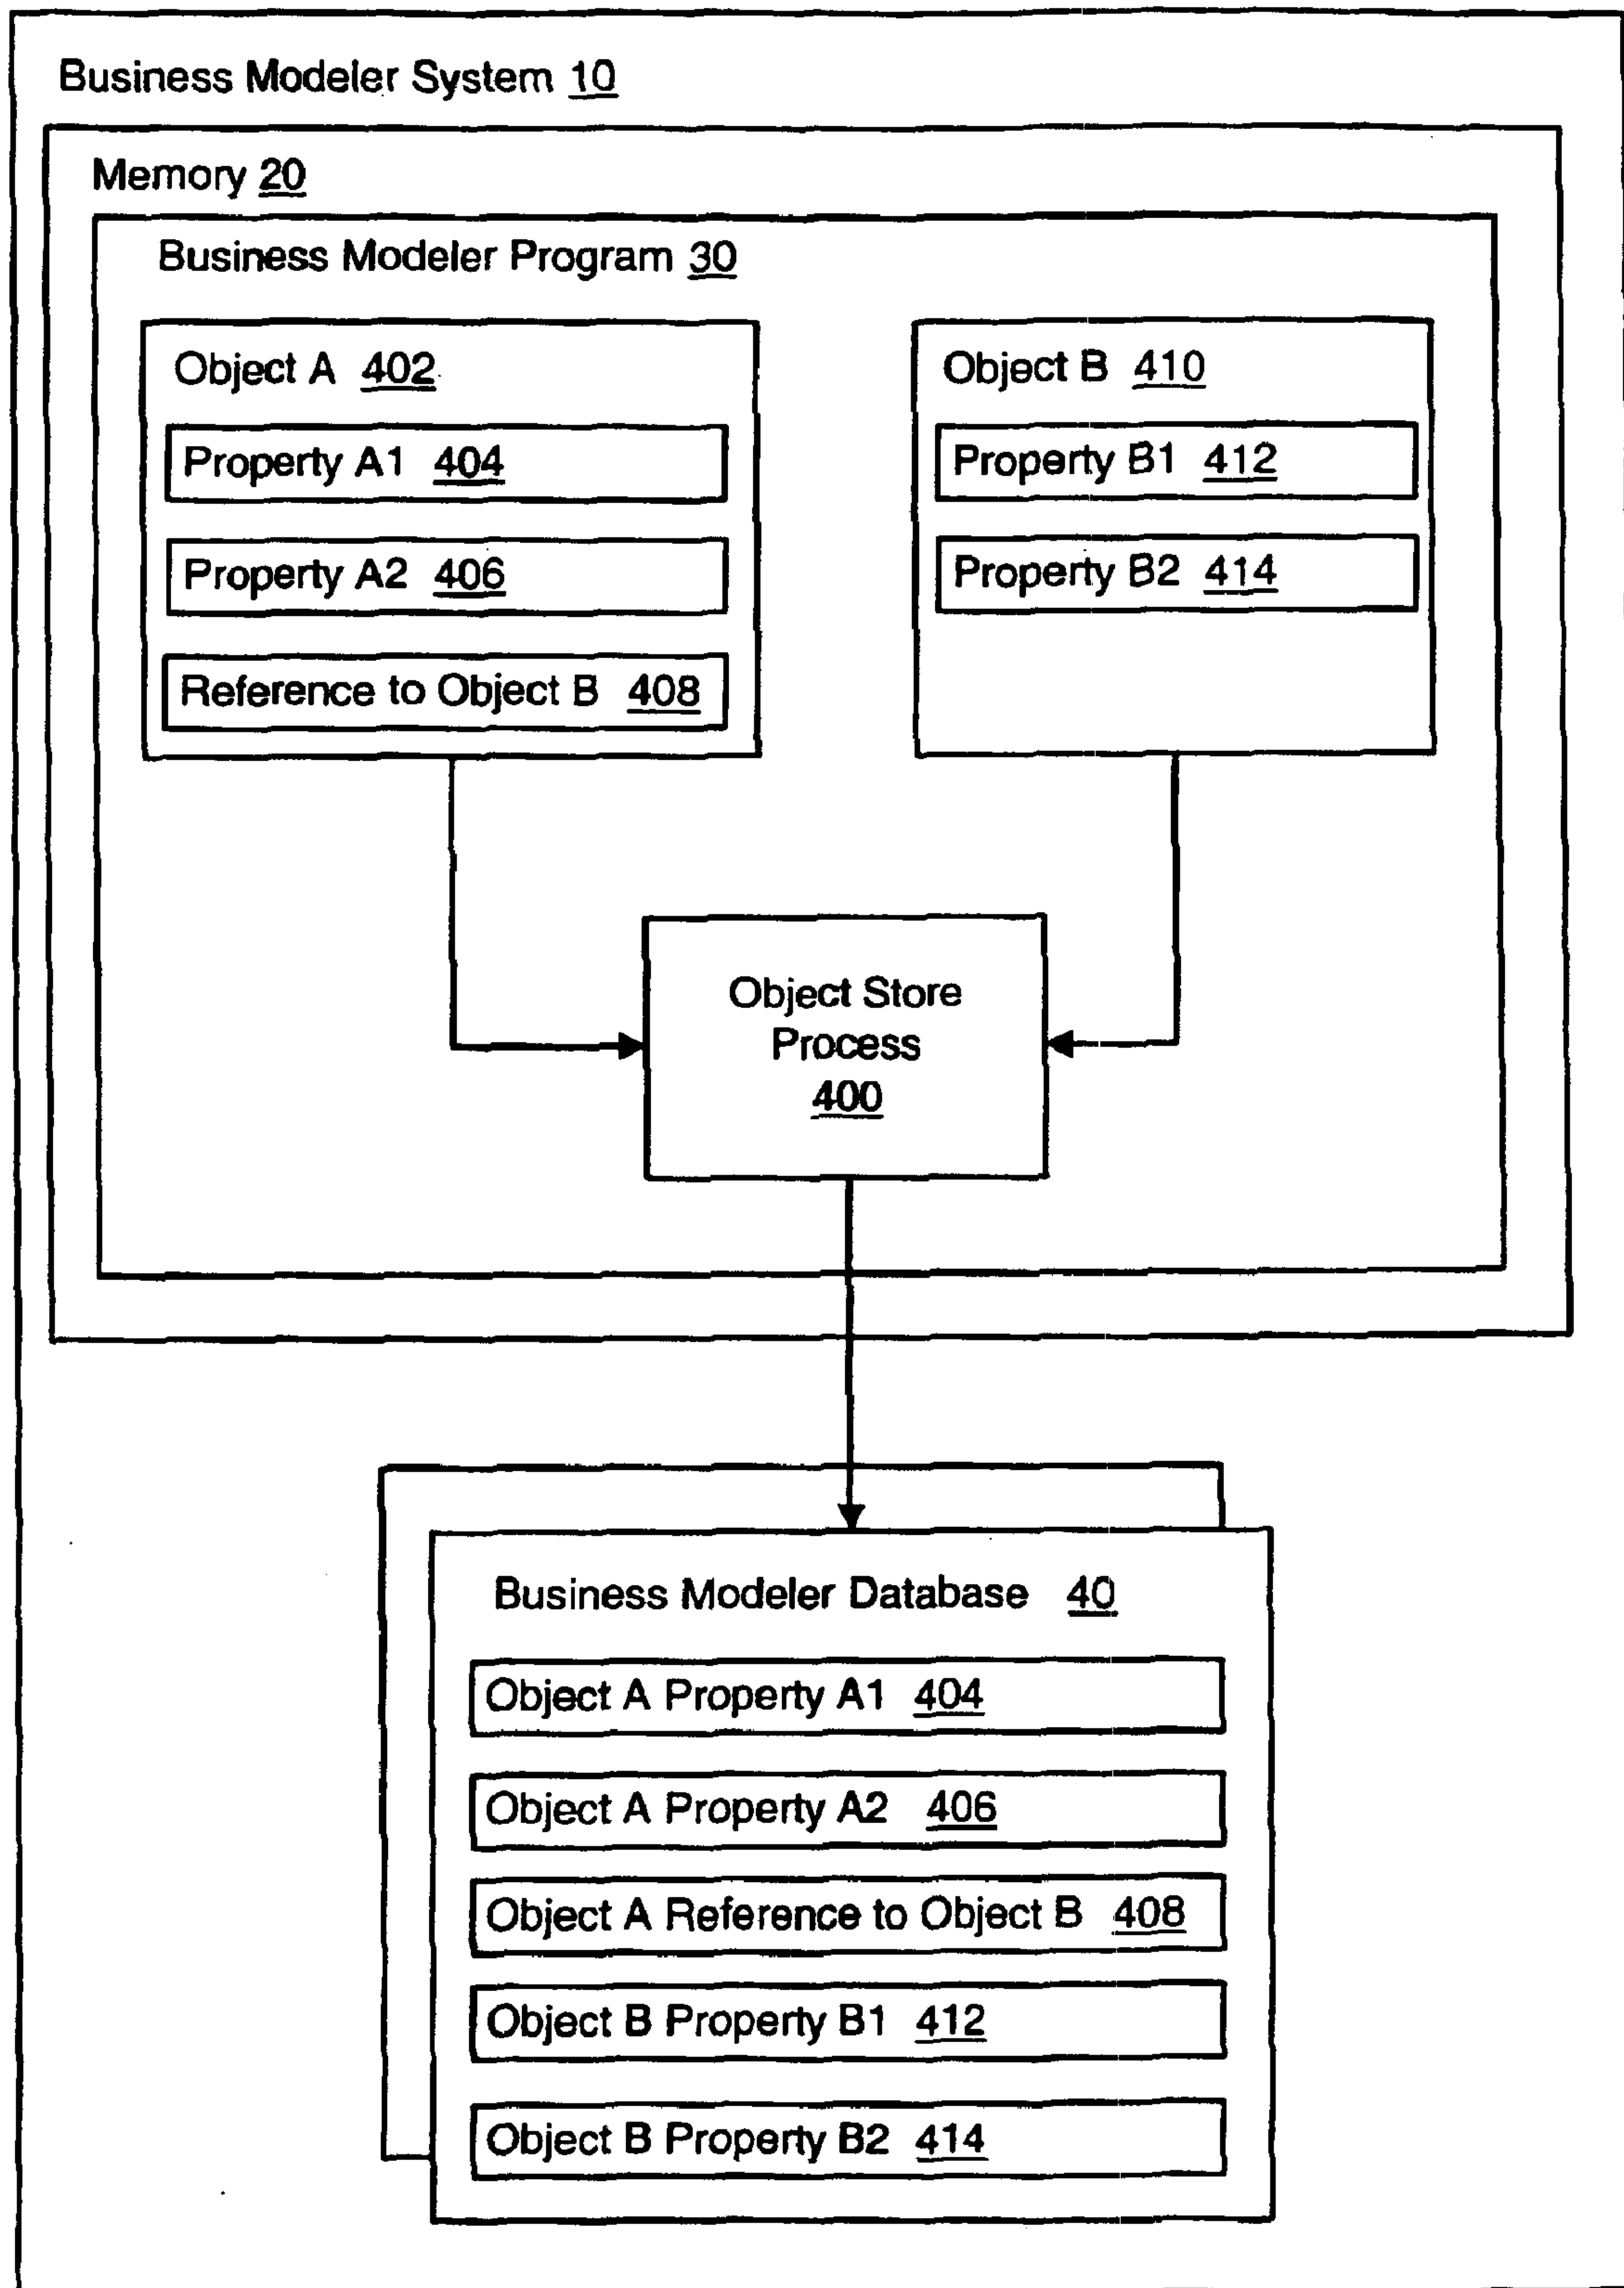 Business Modeler System 10
Memory 20
Business Modeler Program 30
Object A 402
Property A1 404
Property A2 406
Reference to Object B 408
Object B 410
Property B1 412
Property B2 414
Object Store
Process
400
Business Modeler Database 40
Object A Property A1 404
Object A Property A2 406
Object A Reference to Object B 408
Object B Property B1 412
Object B Property B2 414